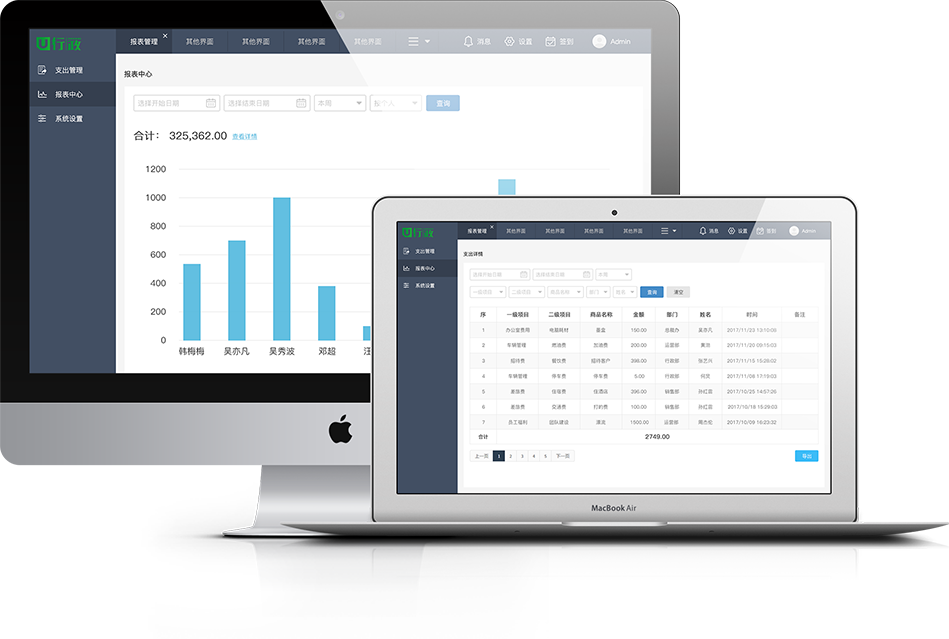 U行政
报表管理 × 其他界面 其他界面 其他界面 其他界面 消息 设置 签到 Admin
支出管理
报表中心
系统设置
报表中心
选择开始日期 选择结束日期 本周 按个人 查询
合计： 325,362.00 查看详情
1200
1000
800
600
400
200
0
韩梅梅 吴亦凡 吴秀波 邓超 汪
U行政
报表管理 × 其他界面 其他界面 其他界面 其他界面 消息 设置 签到 Admin
支出管理
报表中心
系统设置
支出详情
选择开始日期 选择结束日期 本周
一级项目 二级项目 商品名称 部门 姓名 查询 清空
序 一级项目 二级项目 商品名称 金额 部门 姓名 时间 备注
1 办公室费用 电脑耗材 墨盒 150.00 总裁办 吴亦凡 2017/11/23 13:10:06
2 车辆管理 燃油费 加油费 200.00 运营部 2017/11/20 09:15:03
3 招待费 餐饮费 招待客户 398.00 行政部 张艺兴 2017/11/15 15:28:02
4 车辆管理 停车费 停车费 5.00 行政部 何炅 2017/11/08 17:19:03
5 差旅费 住宿费 住酒店 396.00 销售部 孙红雷 2017/10/25 14:57:26
6 差旅费 交通费 打的费 100.00 销售部 孙红雷 2017/10/18 15:29:03
7 员工福利 团队建设 1500.00 运营部 周杰伦 2017/10/09 16:23:32
合计 2749.00
上一页 1 2 3 4 5 下一页 导出
MacBook Air